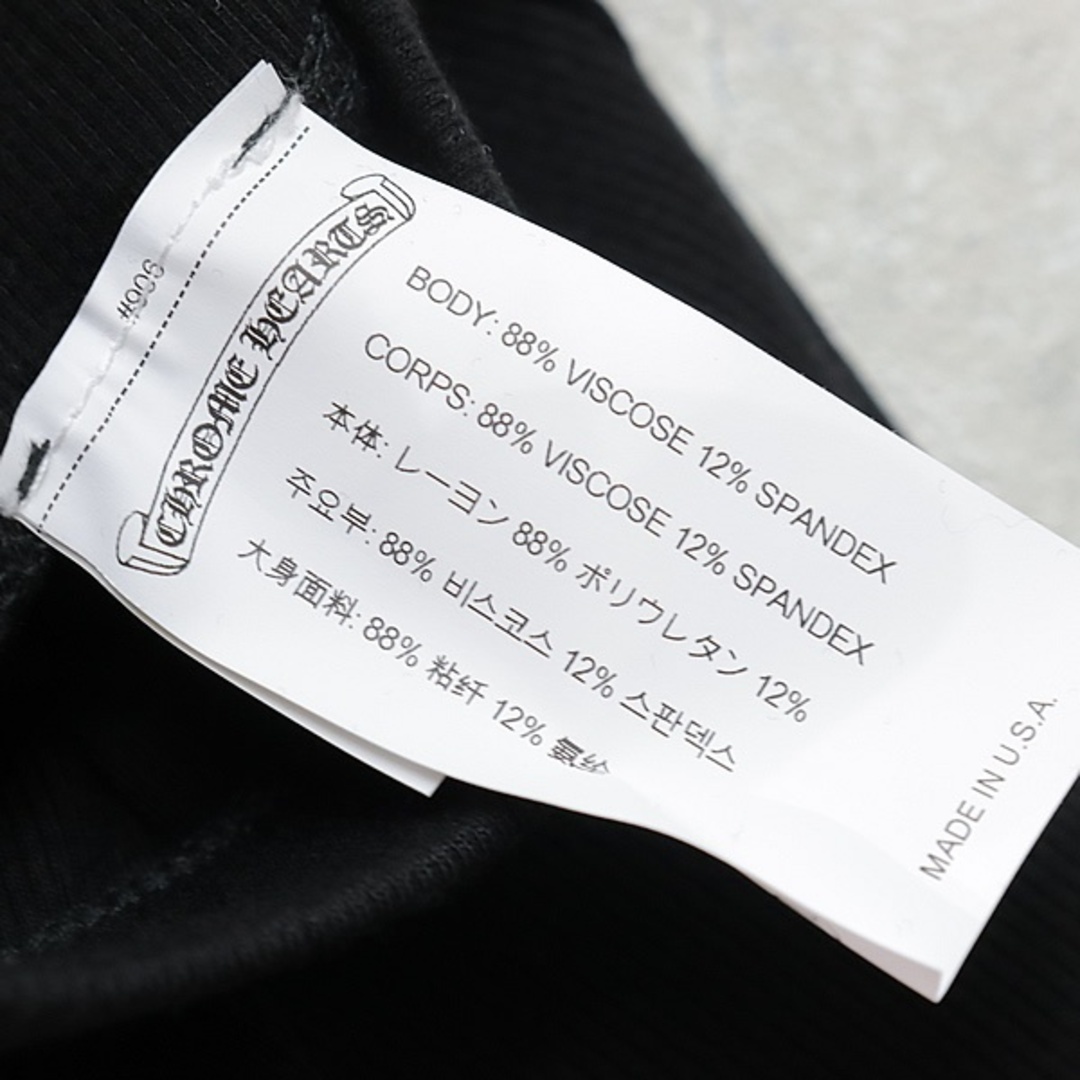 #906
CHROME HEARTS
BODY: 88% VISCOSE 12% SPANDEX
CORPS: 88% VISCOSE 12% SPANDEX
本体: レーヨン 88% ポリウレタン 12%
주요부: 88% 비스코스 12% 스판덱스
大身面料: 88% 粘纤 12% 氨纶
MADE IN U.S.A.